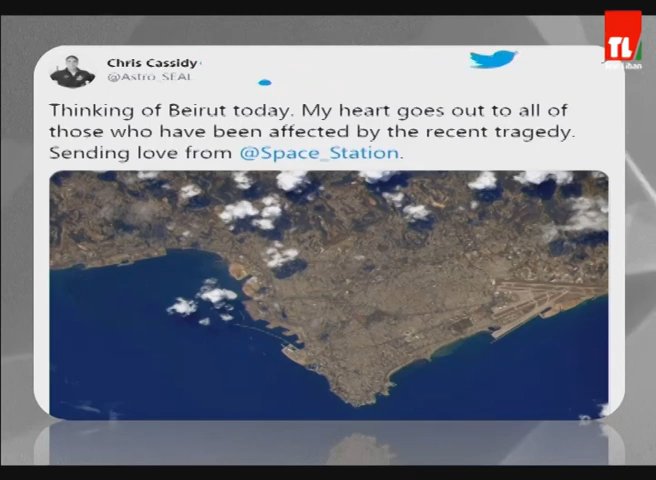 Chris Cassidy
@Astro_SEAL
Thinking of Beirut today. My heart goes out to all of
those who have been affected by the recent tragedy.
Sending love from @Space_Station.
TL